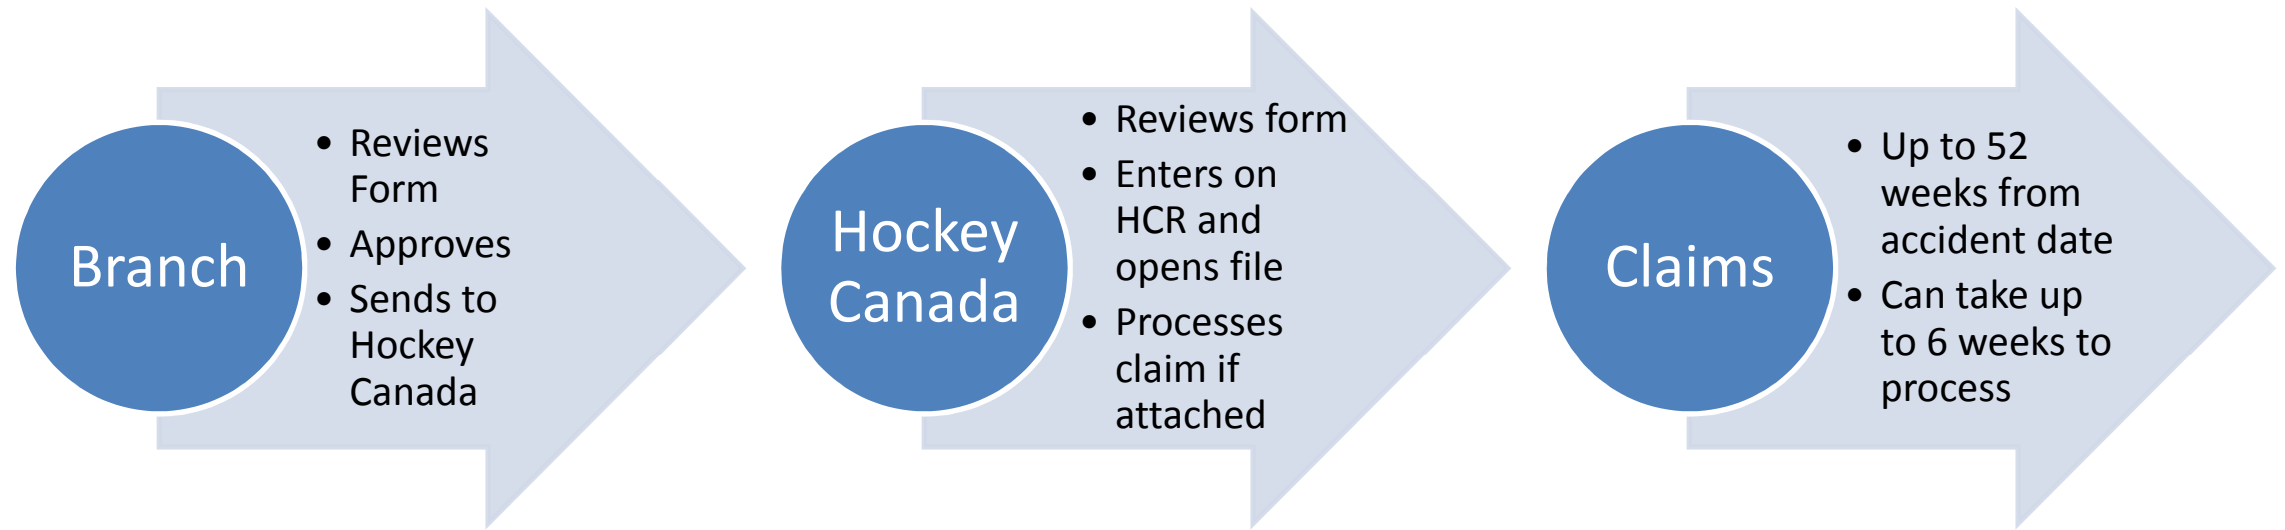 Branch
• Reviews
Form
• Approves
• Sends to
Hockey
Canada
Hockey
Canada
• Reviews form
• Enters on
HCR and
opens file
• Processes
claim if
attached
Claims
• Up to 52
weeks from
accident date
• Can take up
to 6 weeks to
process